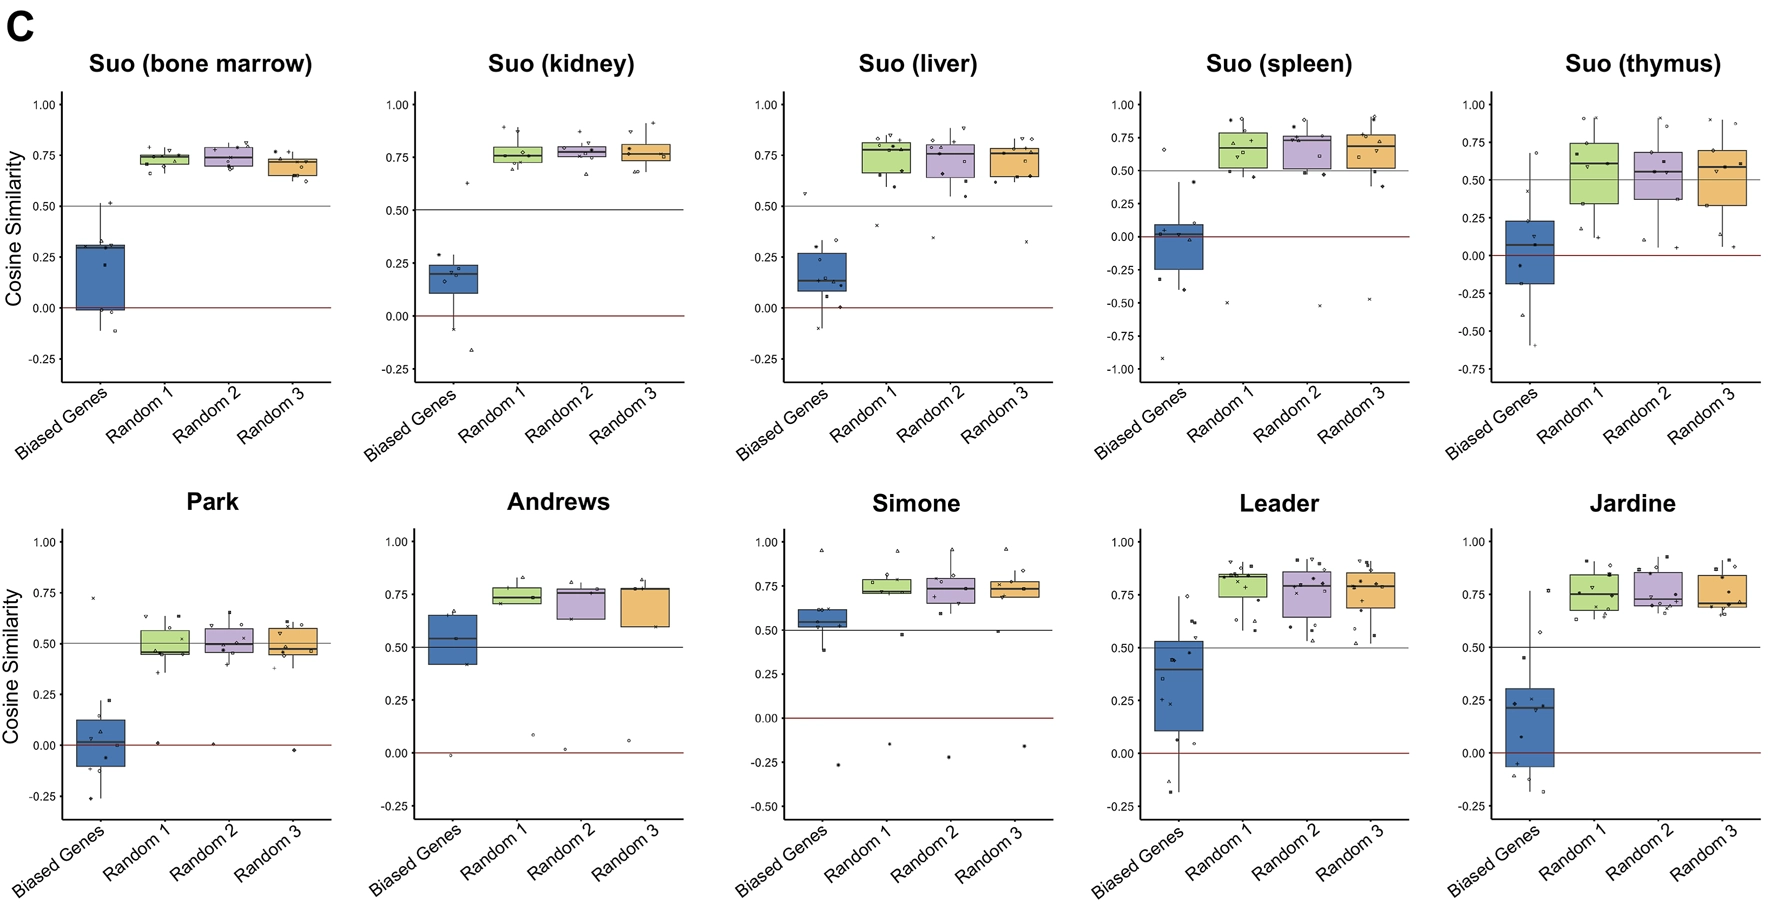 C
Suo (bone marrow)
Suo (kidney)
Suo (liver)
Suo (spleen)
Suo (thymus)
Cosine Similarity
1.00
0.75
0.50
0.25
0.00
-0.25
1.00
0.75
0.50
0.25
0.00
-0.25
1.00
0.75
0.50
0.25
0.00
-0.25
1.00
0.75
0.50
0.25
0.00
-0.25
-0.50
-0.75
-1.00
1.00
0.75
0.50
0.25
0.00
-0.25
-0.50
-0.75
Biased Genes
Random 1
Random 2
Random 3
Biased Genes
Random 1
Random 2
Random 3
Biased Genes
Random 1
Random 2
Random 3
Biased Genes
Random 1
Random 2
Random 3
Biased Genes
Random 1
Random 2
Random 3
Park
Andrews
Simone
Leader
Jardine
Cosine Similarity
1.00
0.75
0.50
0.25
0.00
-0.25
1.00
0.75
0.50
0.25
0.00
-0.25
1.00
0.75
0.50
0.25
0.00
-0.25
-0.50
1.00
0.75
0.50
0.25
0.00
-0.25
1.00
0.75
0.50
0.25
0.00
-0.25
Biased Genes
Random 1
Random 2
Random 3
Biased Genes
Random 1
Random 2
Random 3
Biased Genes
Random 1
Random 2
Random 3
Biased Genes
Random 1
Random 2
Random 3
Biased Genes
Random 1
Random 2
Random 3